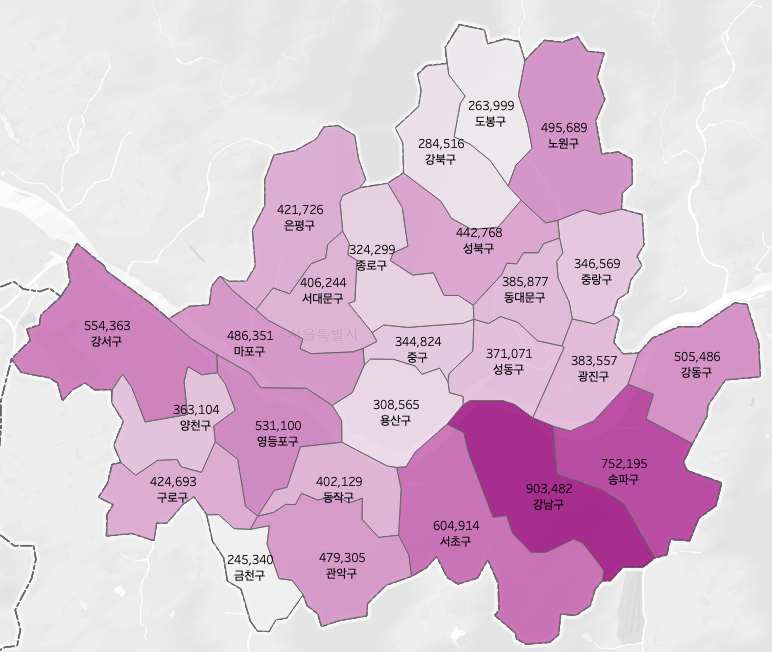 263,999
도봉구
495,689
노원구
284,516
강북구
421,726
은평구
442,768
성북구
324,299
종로구
346,569
중랑구
406,244
서대문구
385,877
동대문구
554,363
강서구
486,351
마포구
서울특별시
344,824
중구
371,071
성동구
383,557
광진구
505,486
강동구
363,104
양천구
308,565
용산구
531,100
영등포구
752,195
송파구
424,693
구로구
402,129
동작구
903,482
강남구
604,914
서초구
245,340
금천구
479,305
관악구